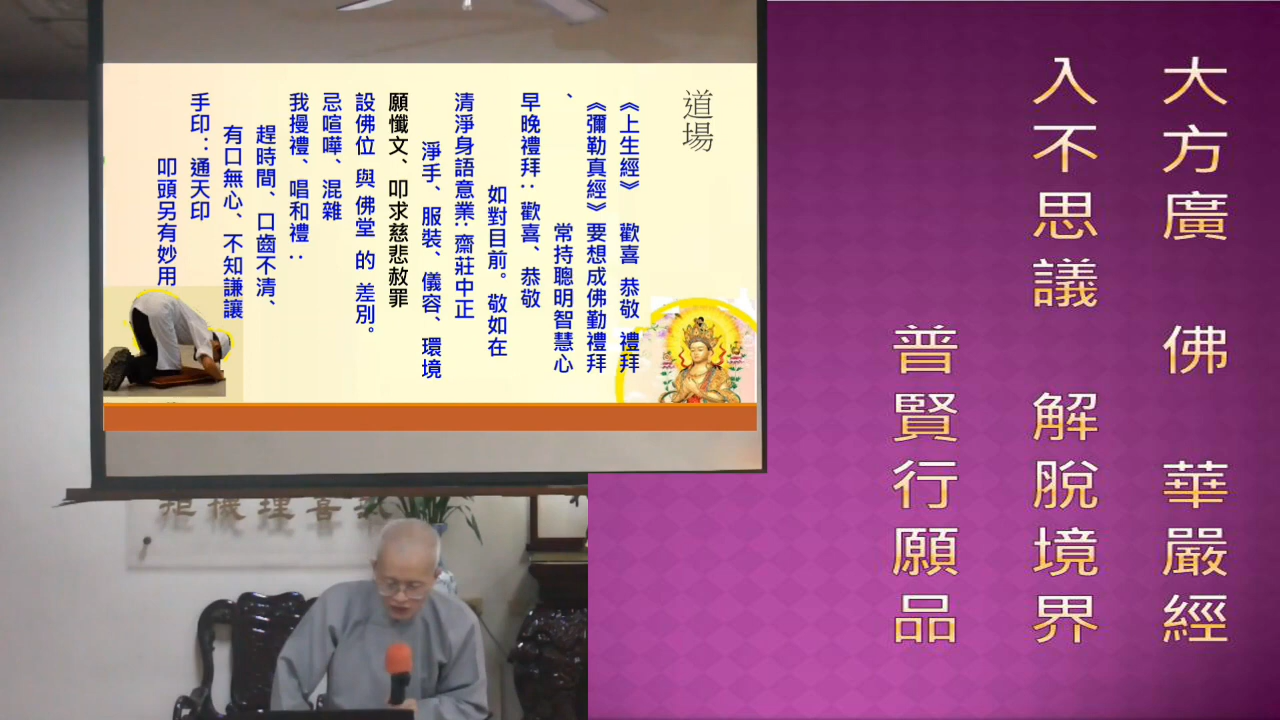 大方廣 佛 華嚴經
入不思議 解脫境界
普賢行願品
道場
《上生經》 歡喜 恭敬 禮拜
《彌勒真經》要想成佛勤禮拜
、 常持聰明智慧心
早晚禮拜: 歡喜、恭敬
如對目前。敬如在
清淨身語意業: 齋莊中正
淨手、服裝、儀容、環境
願懺文、叩求慈悲赦罪
設佛位 與 佛堂 的 差別。
忌喧嘩、混雜
我摱禮、唱和禮:
趕時間、口齒不清、
有口無心、不知謙讓
手印: 通天印
叩頭另有妙用